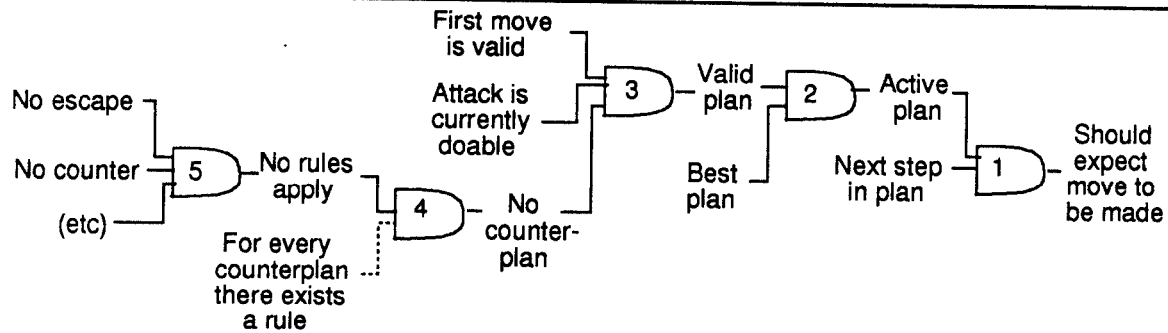 First move
is valid
Attack is
currently
doable
3
Valid
plan
2
Active
plan
Best
plan
Next step
in plan
1
Should
expect
move to
be made
No escape
No counter
(etc)
5
No rules
apply
4
No
counter-
plan
For every
counterplan
there exists
a rule